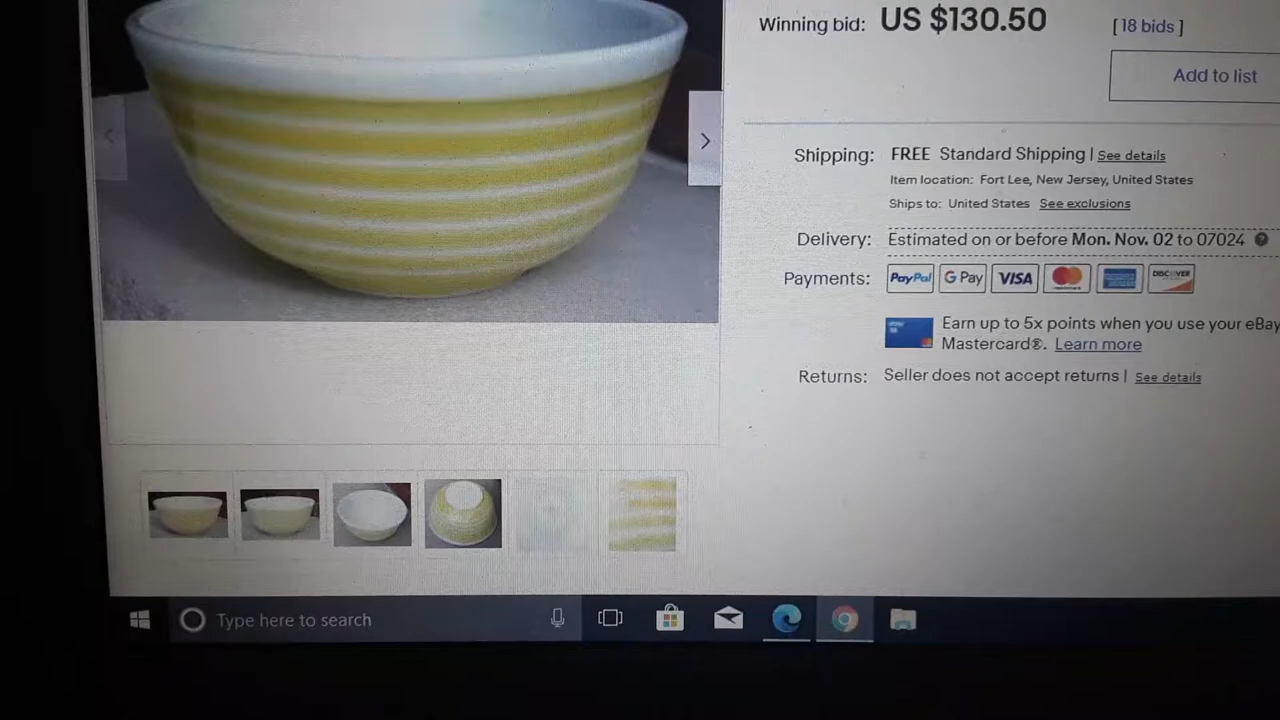 Winning bid: US $130.50 [ 18 bids ]
Add to list
Shipping: FREE Standard Shipping | See details
Item location: Fort Lee, New Jersey, United States
Ships to: United States See exclusions
Delivery: Estimated on or before Mon. Nov. 02 to 07024 ?
Payments: PayPal G Pay VISA mastercard AMERICAN EXPRESS DISCOVER
Earn up to 5x points when you use your eBay
Mastercard®. Learn more
Returns: Seller does not accept returns | See details
Type here to search